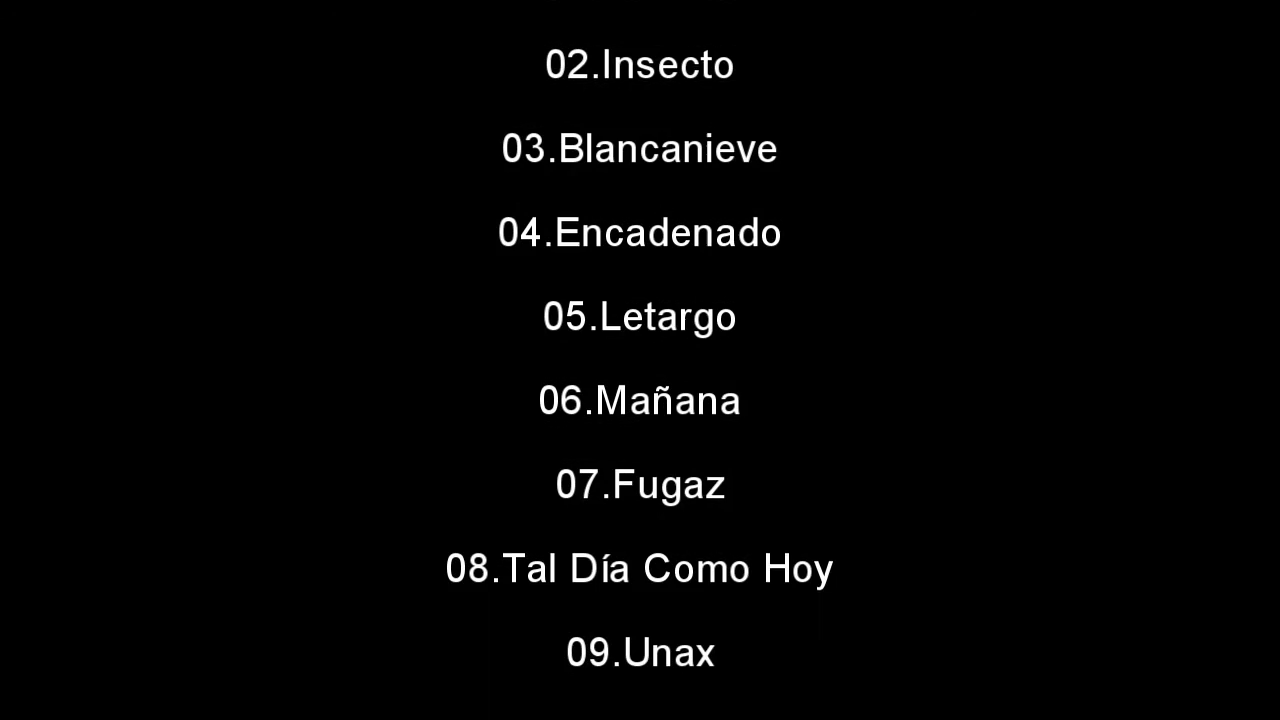 02.Insecto
03.Blancanieve
04.Encadenado
05.Letargo
06.Mañana
07.Fugaz
08.Tal Día Como Hoy
09.Unax